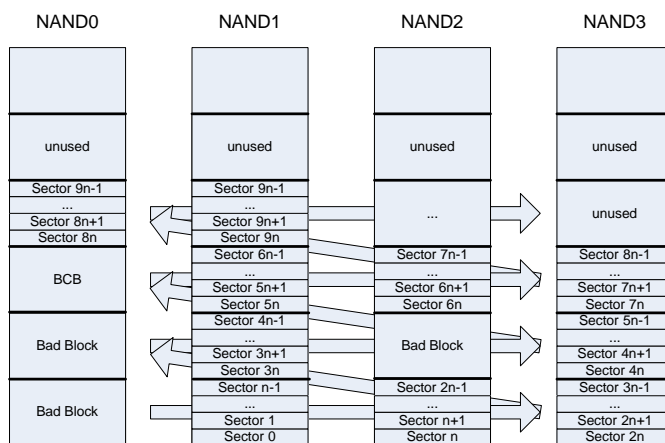 NAND0
NAND1
NAND2
NAND3
unused
unused
unused
unused
Sector 9n-1
...
Sector 8n+1
Sector 8n
Sector 9n-1
...
Sector 9n+1
Sector 9n
...
unused
BCB
Sector 6n-1
...
Sector 5n+1
Sector 5n
Sector 7n-1
...
Sector 6n+1
Sector 6n
Sector 8n-1
...
Sector 7n+1
Sector 7n
Bad Block
Sector 4n-1
...
Sector 3n+1
Sector 3n
Bad Block
Sector 5n-1
...
Sector 4n+1
Sector 4n
Bad Block
Sector n-1
...
Sector 1
Sector 0
Sector 2n-1
...
Sector n+1
Sector n
Sector 3n-1
...
Sector 2n+1
Sector 2n